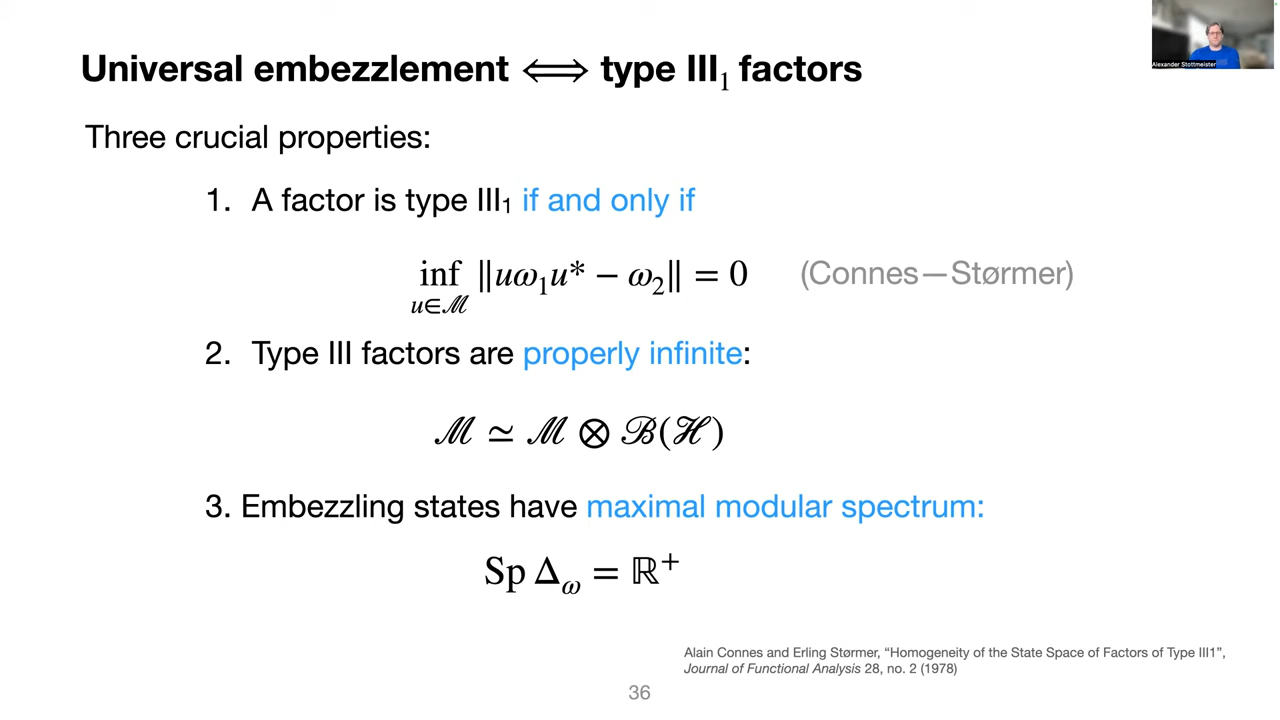 Alexander Stottmeister
Universal embezzlement ⟺ type III₁ factors
Three crucial properties:
1. A factor is type III₁ if and only if
inf ‖uω₁u* − ω₂‖ = 0 (Connes—Størmer)
u∈ℳ
2. Type III factors are properly infinite:
ℳ ≃ ℳ ⊗ ℬ(ℋ)
3. Embezzling states have maximal modular spectrum:
Sp Δ_ω = ℝ⁺
Alain Connes and Erling Størmer, “Homogeneity of the State Space of Factors of Type III1”,
Journal of Functional Analysis 28, no. 2 (1978)
36